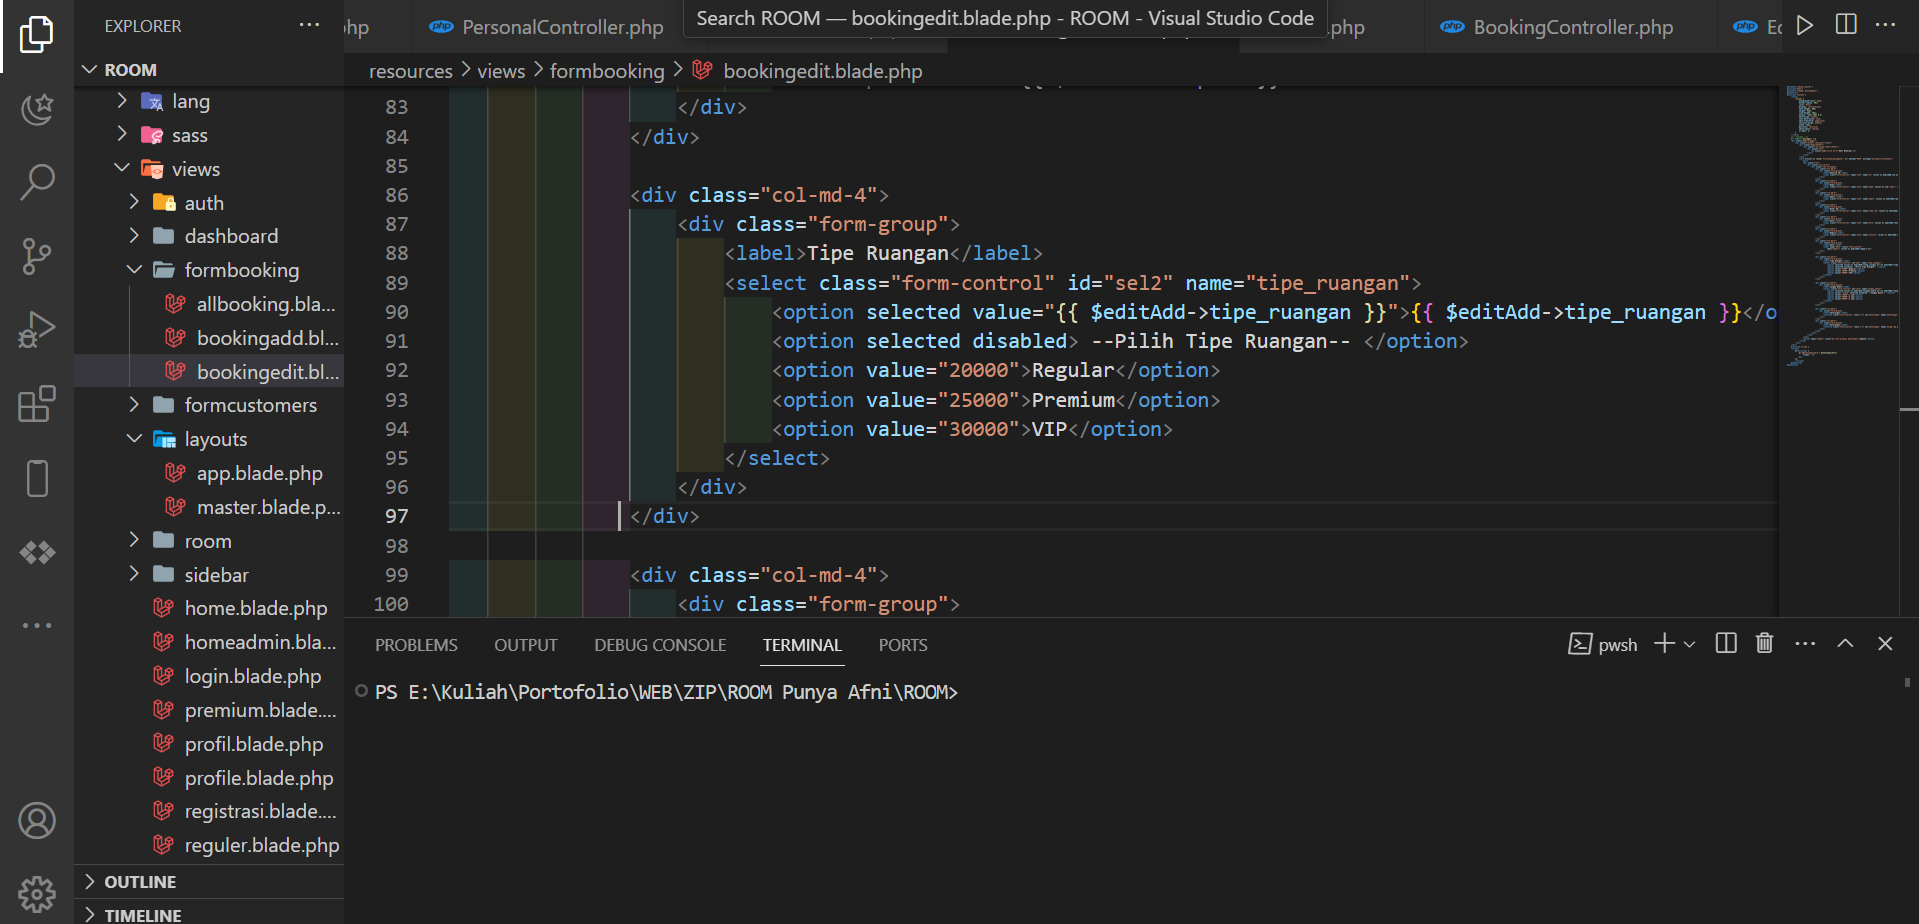 EXPLORER
hp
PersonalController.php
Search ROOM — bookingedit.blade.php - ROOM - Visual Studio Code
.php
BookingController.php
ROOM
resources > views > formbooking > bookingedit.blade.php
lang
sass
views
auth
dashboard
formbooking
allbooking.bla...
bookingadd.bl...
bookingedit.bl...
formcustomers
layouts
app.blade.php
master.blade.p...
room
sidebar
home.blade.php
homeadmin.bla...
login.blade.php
premium.blade....
profil.blade.php
profile.blade.php
registrasi.blade....
reguler.blade.php
OUTLINE
TIMELINE
83 </div>
84 </div>
85
86 <div class="col-md-4">
87 <div class="form-group">
88 <label>Tipe Ruangan</label>
89 <select class="form-control" id="sel2" name="tipe_ruangan">
90 <option selected value="{{ $editAdd->tipe_ruangan }}">{{ $editAdd->tipe_ruangan }}</o
91 <option selected disabled> --Pilih Tipe Ruangan-- </option>
92 <option value="20000">Regular</option>
93 <option value="25000">Premium</option>
94 <option value="30000">VIP</option>
95 </select>
96 </div>
97 </div>
98
99 <div class="col-md-4">
100 <div class="form-group">
PROBLEMS OUTPUT DEBUG CONSOLE TERMINAL PORTS
pwsh
PS E:\Kuliah\Portofolio\WEB\ZIP\ROOM Punya Afni\ROOM>